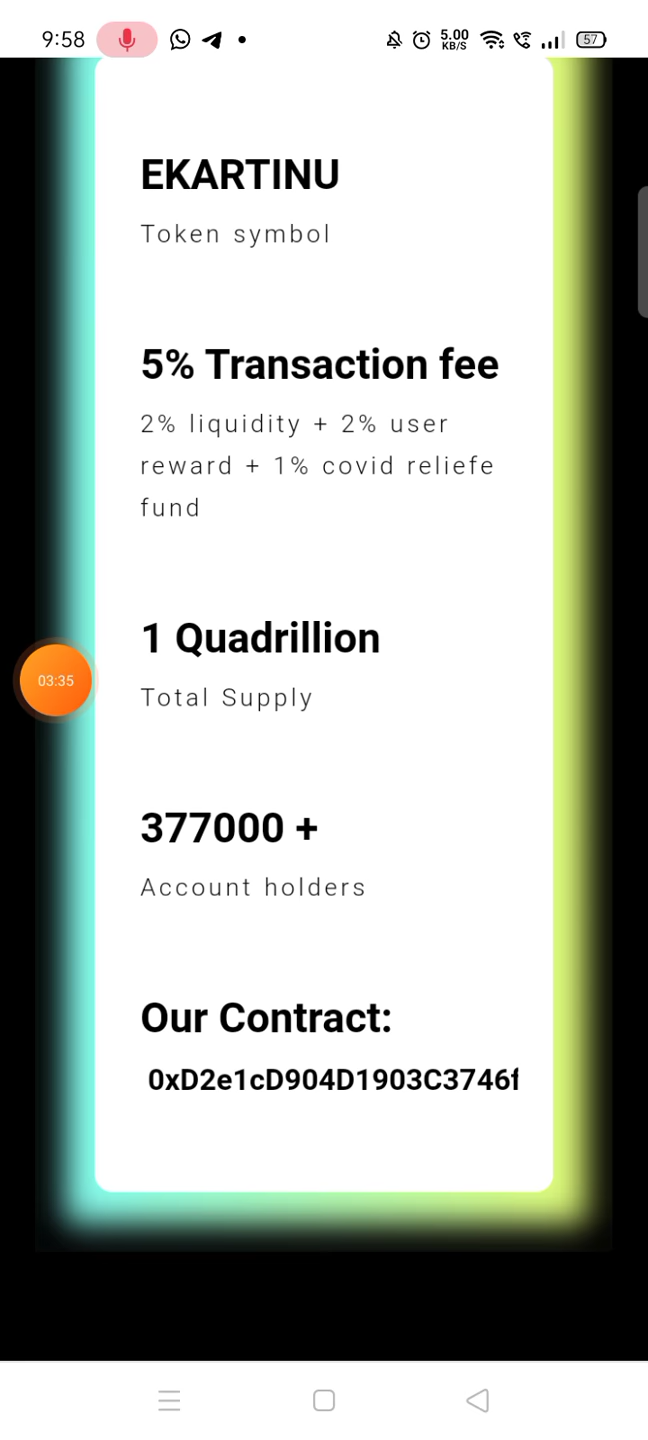 9:58
5.00
KB/S
57
EKARTINU
Token symbol
5% Transaction fee
2% liquidity + 2% user
reward + 1% covid reliefe
fund
1 Quadrillion
03:35
Total Supply
377000 +
Account holders
Our Contract:
0xD2e1cD904D1903C3746f